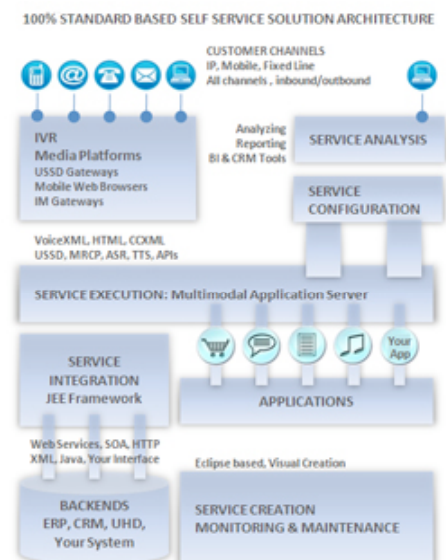 100% STANDARD BASED SELF SERVICE SOLUTION ARCHITECTURE
CUSTOMER CHANNELS
IP, Mobile, Fixed Line
All channels , inbound/outbound
IVR
Media Platforms
USSD Gateways
Mobile Web Browsers
IM Gateways
Analyzing
Reporting
BI & CRM Tools
SERVICE ANALYSIS
SERVICE
CONFIGURATION
VoiceXML, HTML, CCXML
USSD, MRCP, ASR, TTS, APIs
SERVICE EXECUTION: Multimodal Application Server
Your
App
SERVICE
INTEGRATION
JEE Framework
APPLICATIONS
Web Services, SOA, HTTP
XML, Java, Your Interface
Eclipse based, Visual Creation
BACKENDS
ERP, CRM, UHD,
Your System
SERVICE CREATION
MONITORING & MAINTENANCE